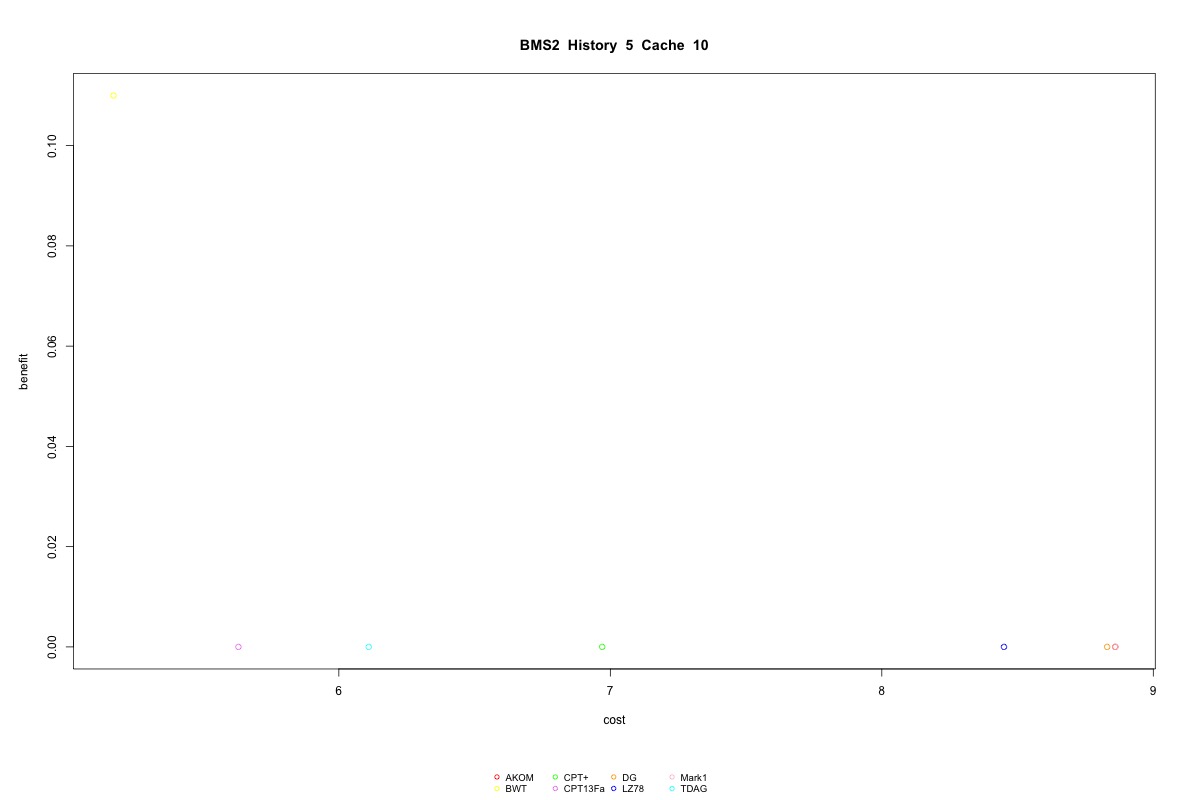 BMS2 History 5 Cache 10
0.10
0.08
0.06
0.04
0.02
0.00
benefit
6 7 8 9
cost
AKOM CPT+ DG Mark1
BWT CPT13Fa LZ78 TDAG